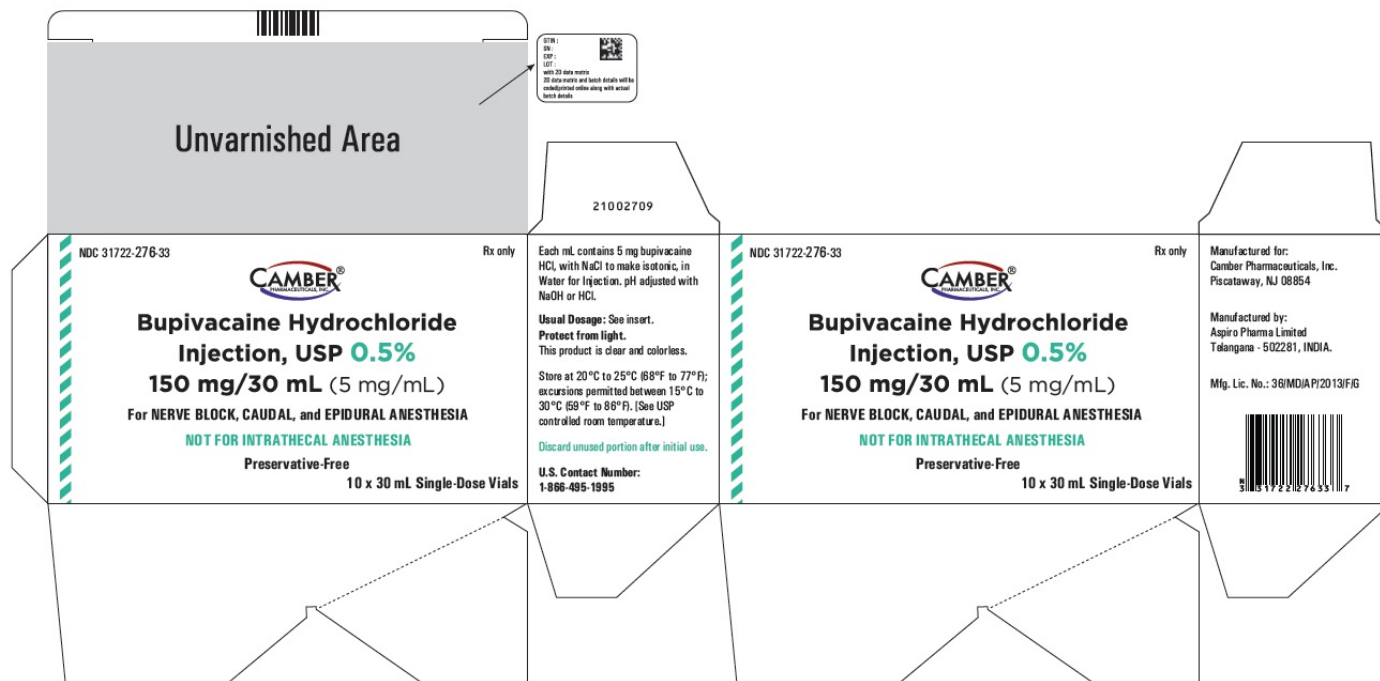 GTIN :
SN :
EXP :
LOT :
with 2D data matrix
2D data matrix and batch details will be
coded/printed online along with actual
batch details
Unvarnished Area
21002709
NDC 31722-276-33
Rx only
CAMBER®
PHARMACEUTICALS, INC.
Bupivacaine Hydrochloride
Injection, USP 0.5%
150 mg/30 mL (5 mg/mL)
For NERVE BLOCK, CAUDAL, and EPIDURAL ANESTHESIA
NOT FOR INTRATHECAL ANESTHESIA
Preservative-Free
10 x 30 mL Single-Dose Vials
Each mL contains 5 mg bupivacaine
HCl, with NaCl to make isotonic, in
Water for Injection. pH adjusted with
NaOH or HCl.
Usual Dosage: See insert.
Protect from light.
This product is clear and colorless.
Store at 20°C to 25°C (68°F to 77°F);
excursions permitted between 15°C to
30°C (59°F to 86°F). [See USP
controlled room temperature.]
Discard unused portion after initial use.
U.S. Contact Number:
1-866-495-1995
NDC 31722-276-33
Rx only
CAMBER®
PHARMACEUTICALS, INC.
Bupivacaine Hydrochloride
Injection, USP 0.5%
150 mg/30 mL (5 mg/mL)
For NERVE BLOCK, CAUDAL, and EPIDURAL ANESTHESIA
NOT FOR INTRATHECAL ANESTHESIA
Preservative-Free
10 x 30 mL Single-Dose Vials
Manufactured for:
Camber Pharmaceuticals, Inc.
Piscataway, NJ 08854
Manufactured by:
Aspiro Pharma Limited
Telangana - 502281, INDIA.
Mfg. Lic. No.: 36/MD/AP/2013/F/G
N
3 31722 27633 7